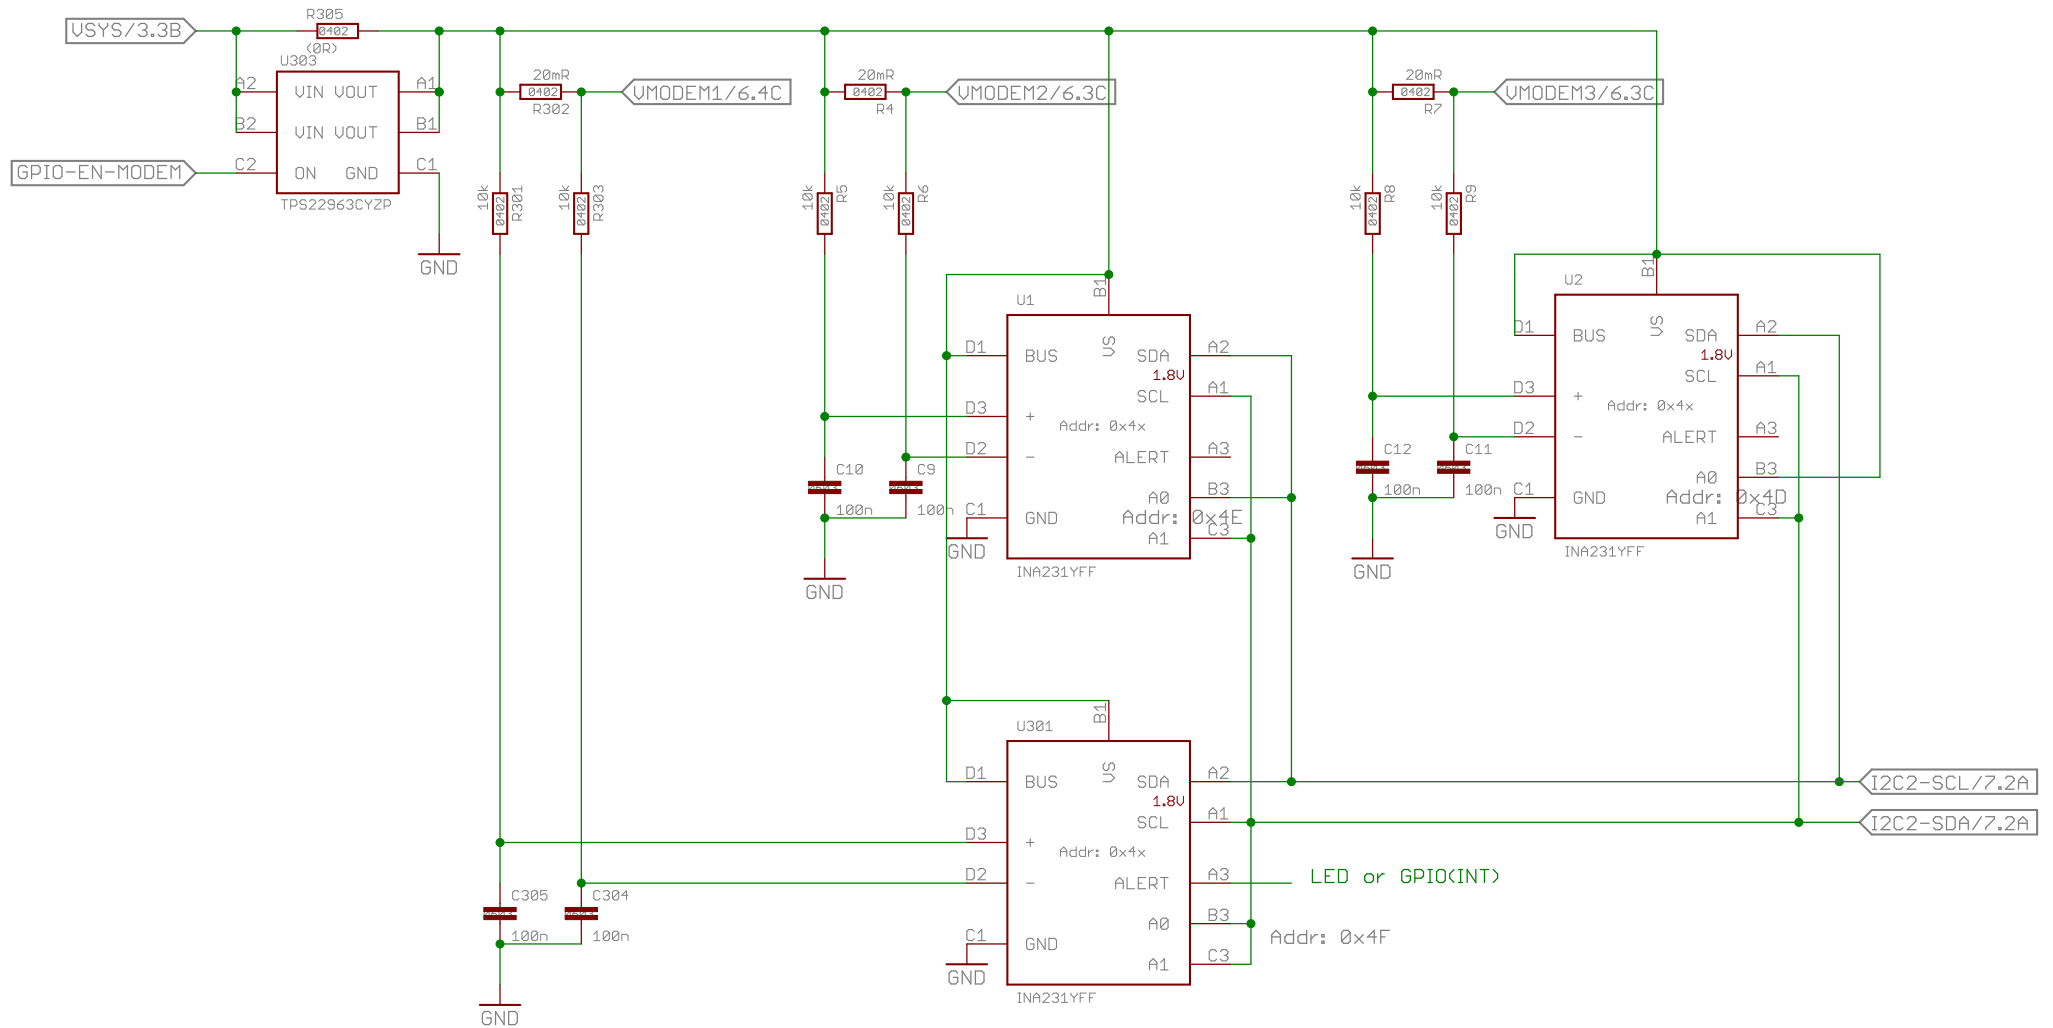 VSYS/3.3B
R305
0402
(0R)
U303
A2
VIN VOUT
A1
B2
VIN VOUT
B1
GPIO-EN-MODEM
C2
ON GND
C1
TPS22963CYZP
GND
20mR
0402
R302
VMODEM1/6.4C
20mR
0402
R4
VMODEM2/6.3C
20mR
0402
R7
VMODEM3/6.3C
10k
0402
R301
10k
0402
R303
10k
0402
R5
10k
0402
R6
10k
0402
R8
10k
0402
R9
U1
B1
VS
D1
BUS
SDA
A2
1.8V
SCL
A1
D3
+
Addr: 0x4x
D2
-
ALERT
A3
A0
B3
Addr: 0x4E
C1
GND
A1
C3
GND
INA231YFF
C10
100n
C9
100n
GND
U2
B1
VS
D1
BUS
SDA
A2
1.8V
SCL
A1
D3
+
Addr: 0x4x
D2
-
ALERT
A3
A0
B3
Addr: 0x4D
C1
GND
A1
C3
GND
INA231YFF
C12
100n
C11
100n
GND
U301
B1
VS
D1
BUS
SDA
A2
1.8V
SCL
A1
D3
+
Addr: 0x4x
D2
-
ALERT
A3
LED or GPIO(INT)
A0
B3
Addr: 0x4F
C1
GND
A1
C3
GND
INA231YFF
I2C2-SCL/7.2A
I2C2-SDA/7.2A
C305
100n
C304
100n
GND